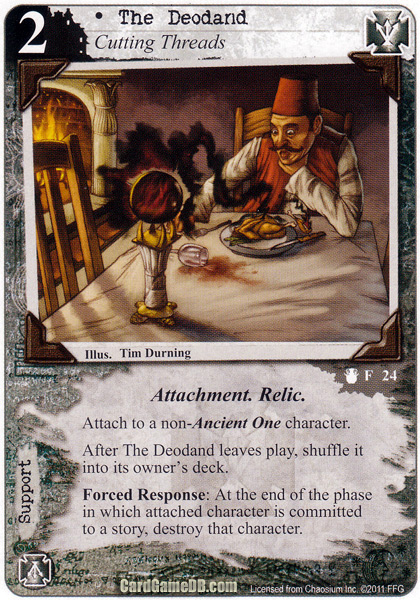 2
• The Deodand
Cutting Threads
Illus. Tim Durning
F 24
Attachment. Relic.
Attach to a non-Ancient One character.
After The Deodand leaves play, shuffle it
into its owner's deck.
Forced Response: At the end of the phase
in which attached character is committed
to a story, destroy that character.
Support
CardGameDB.com
Licensed from Chaosium Inc. ©2011 FFG